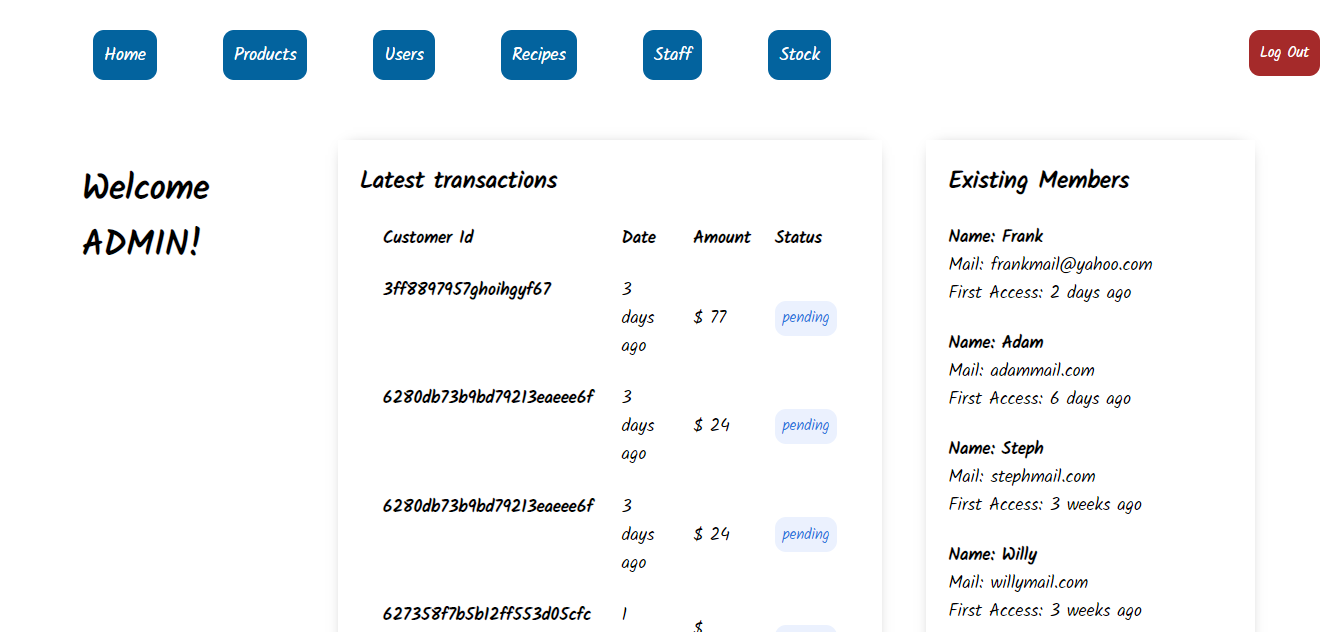 Home Products Users Recipes Staff Stock Log Out
Welcome
ADMIN!
Latest transactions
Customer Id Date Amount Status
3ff8897957ghoihgyf67 3 days ago $ 77 pending
6280db73b9bd79213eaeee6f 3 days ago $ 24 pending
6280db73b9bd79213eaeee6f 3 days ago $ 24 pending
627358f7b5b12ff553d05cfc 1 $
Existing Members
Name: Frank
Mail: frankmail@yahoo.com
First Access: 2 days ago
Name: Adam
Mail: adammail.com
First Access: 6 days ago
Name: Steph
Mail: stephmail.com
First Access: 3 weeks ago
Name: Willy
Mail: willymail.com
First Access: 3 weeks ago